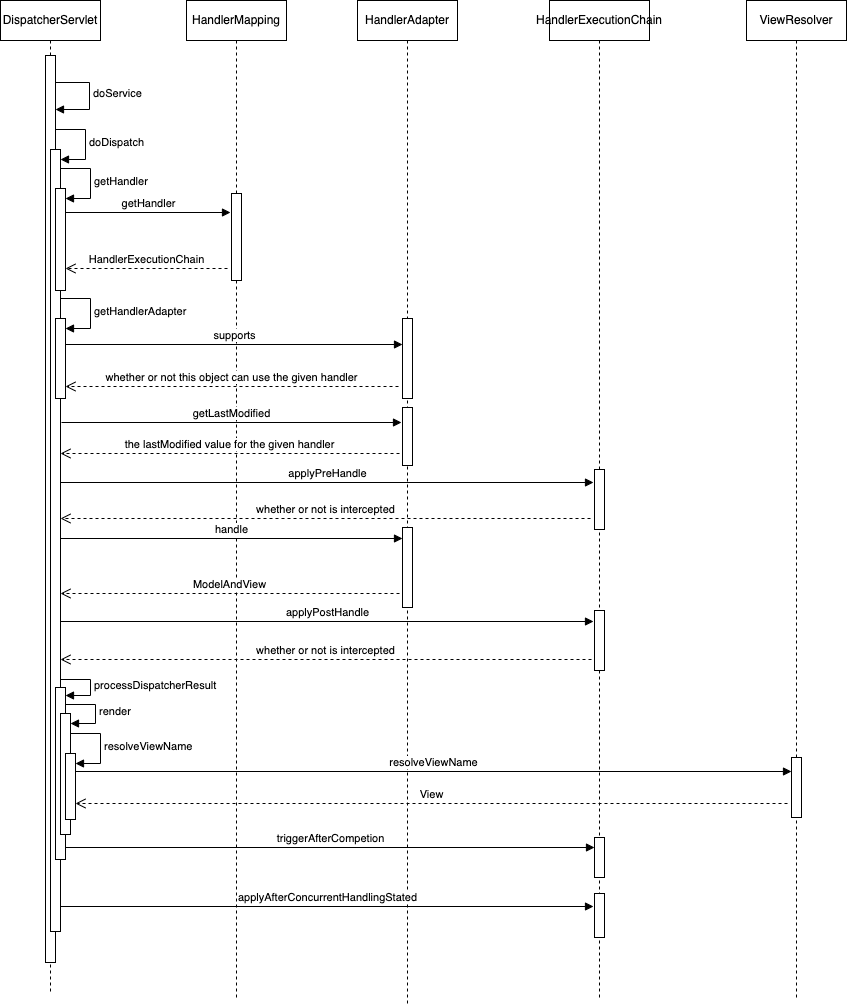 DispatcherServlet
HandlerMapping
HandlerAdapter
HandlerExecutionChain
ViewResolver
doService
doDispatch
getHandler
getHandler
HandlerExecutionChain
getHandlerAdapter
supports
whether or not this object can use the given handler
getLastModified
the lastModified value for the given handler
applyPreHandle
whether or not is intercepted
handle
ModelAndView
applyPostHandle
whether or not is intercepted
processDispatcherResult
render
resolveViewName
resolveViewName
View
triggerAfterCompetion
applyAfterConcurrentHandlingStated